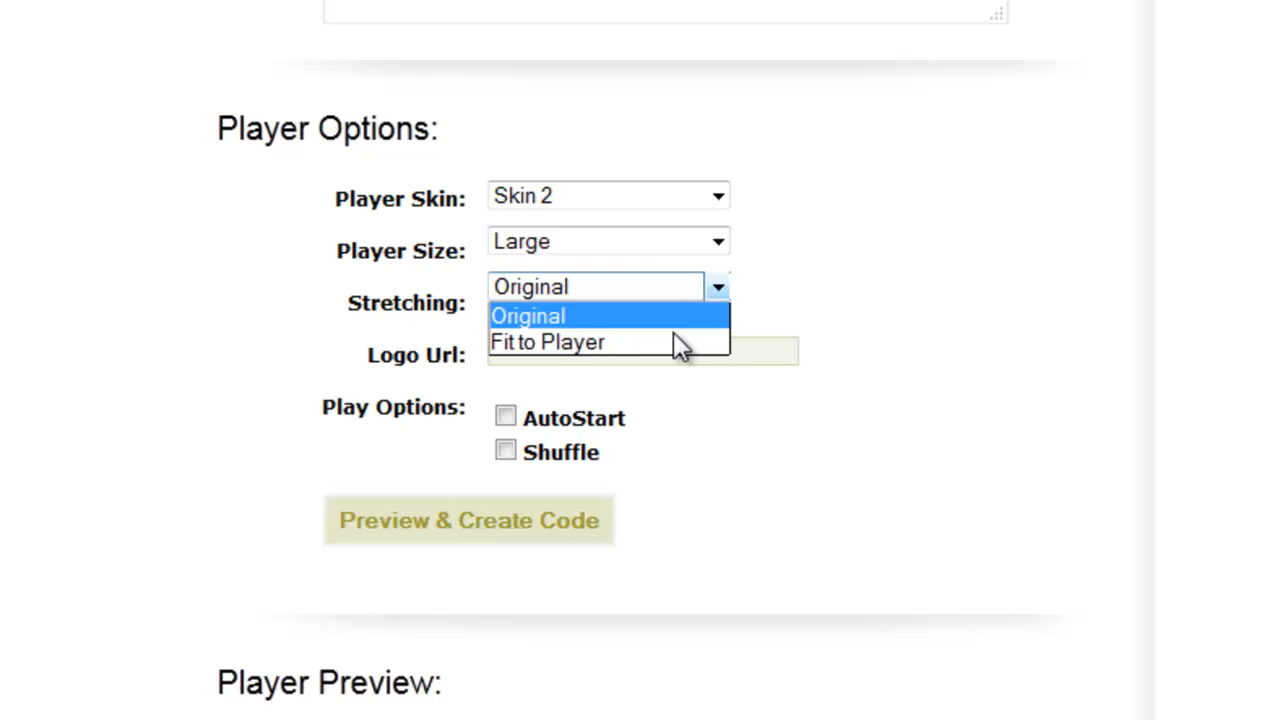 Player Options:
Player Skin: Skin 2
Player Size: Large
Stretching: Original
Original
Fit to Player
Logo Url:
Play Options: AutoStart
Shuffle
Preview & Create Code
Player Preview: